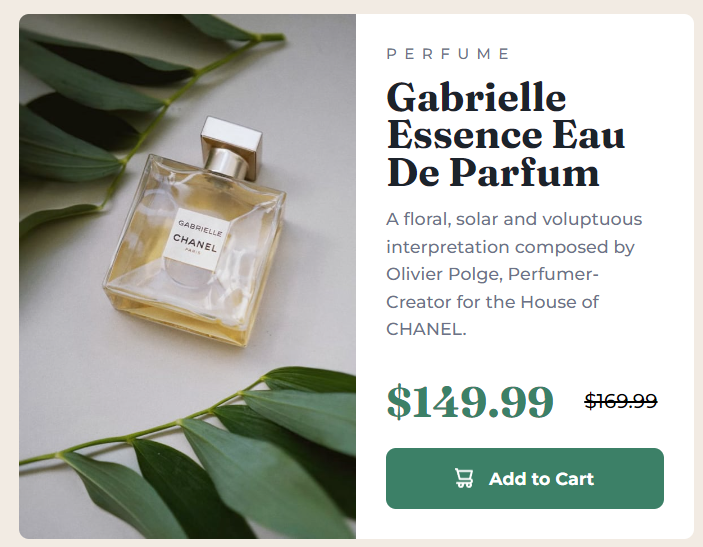 GABRIELLE
CHANEL
PARIS
PERFUME
Gabrielle
Essence Eau
De Parfum
A floral, solar and voluptuous
interpretation composed by
Olivier Polge, Perfumer-
Creator for the House of
CHANEL.
$149.99 $169.99
Add to Cart